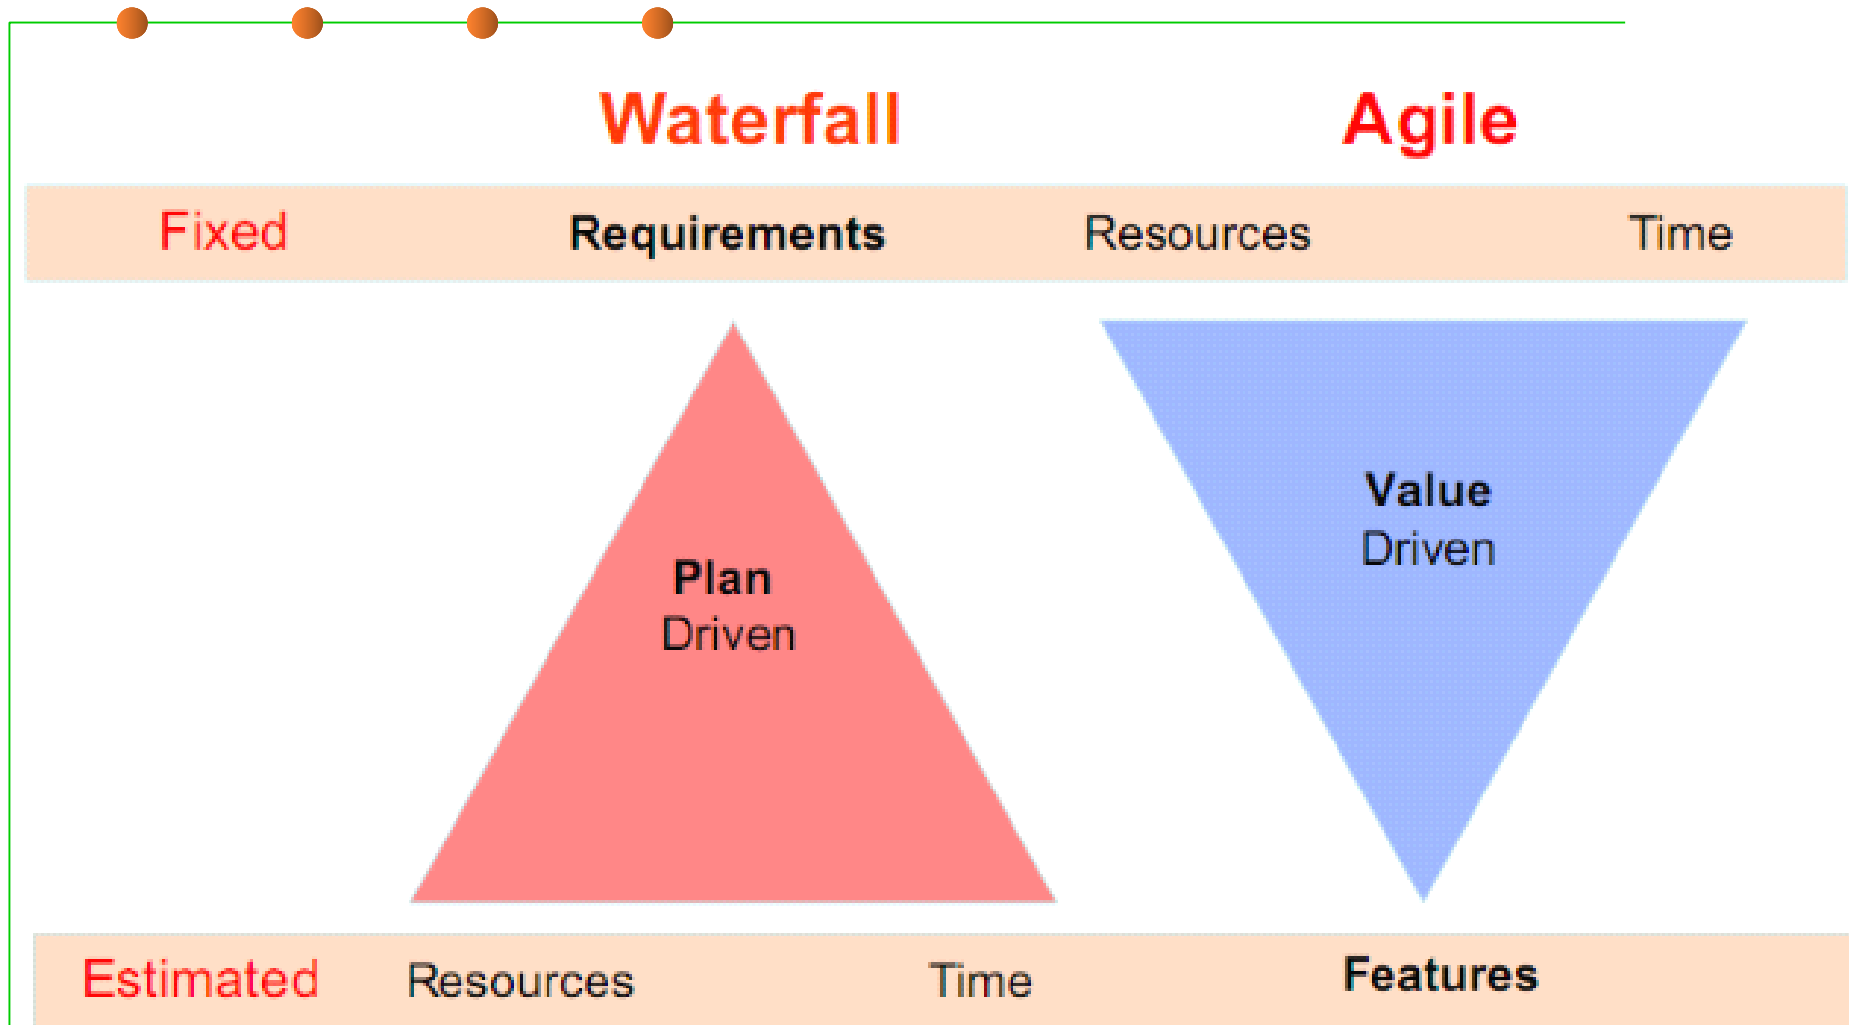 Waterfall Agile
Fixed Requirements Resources Time
Value
Driven
Plan
Driven
Estimated Resources Time Features